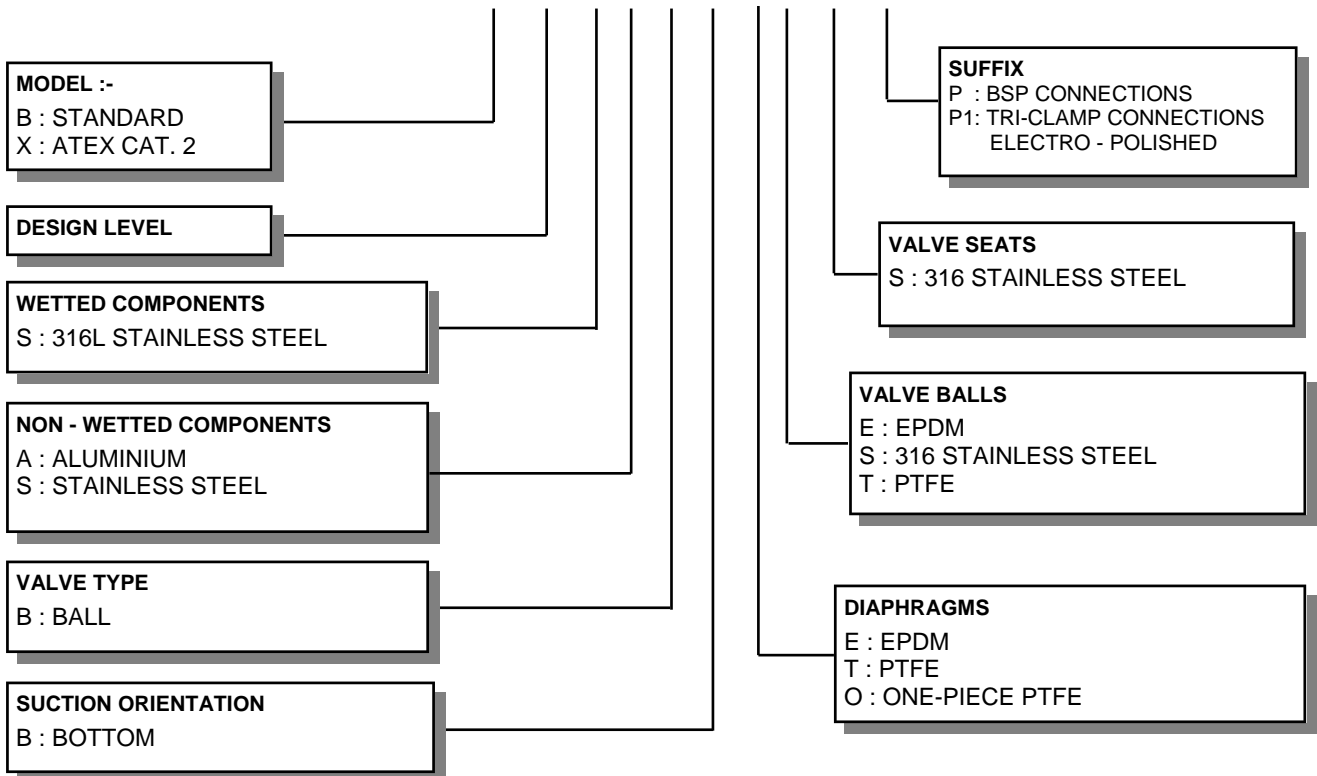 MODEL :-
B : STANDARD
X : ATEX CAT. 2
DESIGN LEVEL
WETTED COMPONENTS
S : 316L STAINLESS STEEL
NON - WETTED COMPONENTS
A : ALUMINIUM
S : STAINLESS STEEL
VALVE TYPE
B : BALL
SUCTION ORIENTATION
B : BOTTOM
SUFFIX
P : BSP CONNECTIONS
P1: TRI-CLAMP CONNECTIONS
ELECTRO - POLISHED
VALVE SEATS
S : 316 STAINLESS STEEL
VALVE BALLS
E : EPDM
S : 316 STAINLESS STEEL
T : PTFE
DIAPHRAGMS
E : EPDM
T : PTFE
O : ONE-PIECE PTFE